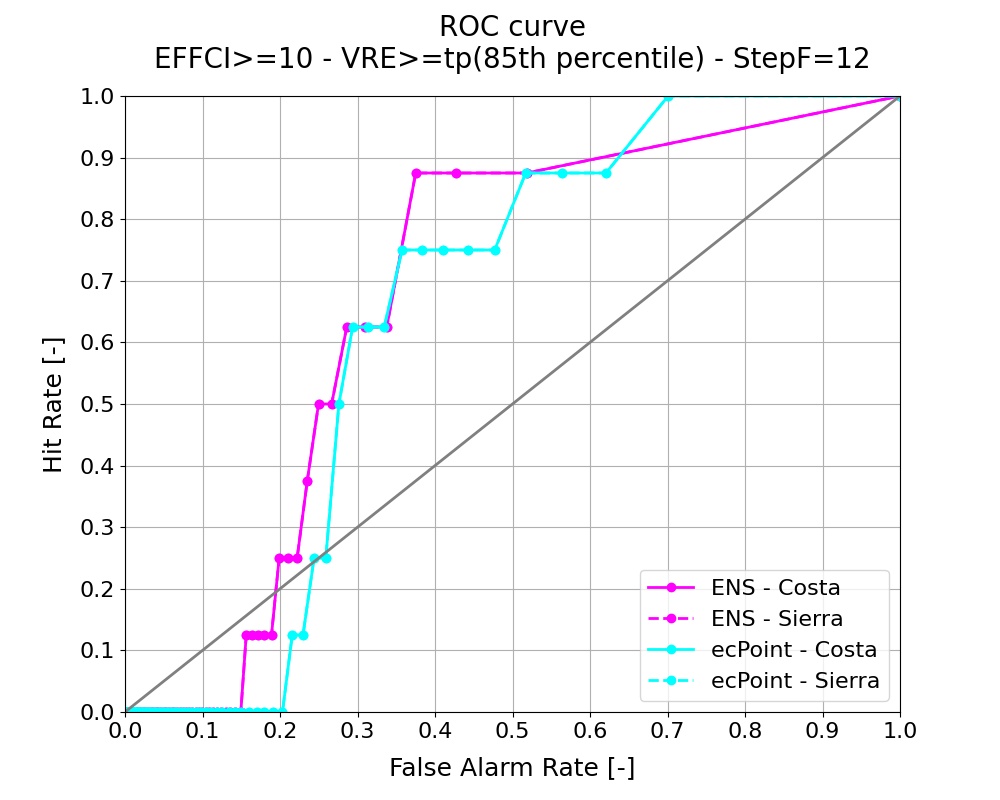 ROC curve
EFFCI>=10 - VRE>=tp(85th percentile) - StepF=12
1.0
0.9
0.8
0.7
0.6
0.5
0.4
0.3
0.2
0.1
0.0
Hit Rate [-]
ENS - Costa
ENS - Sierra
ecPoint - Costa
ecPoint - Sierra
0.0 0.1 0.2 0.3 0.4 0.5 0.6 0.7 0.8 0.9 1.0
False Alarm Rate [-]